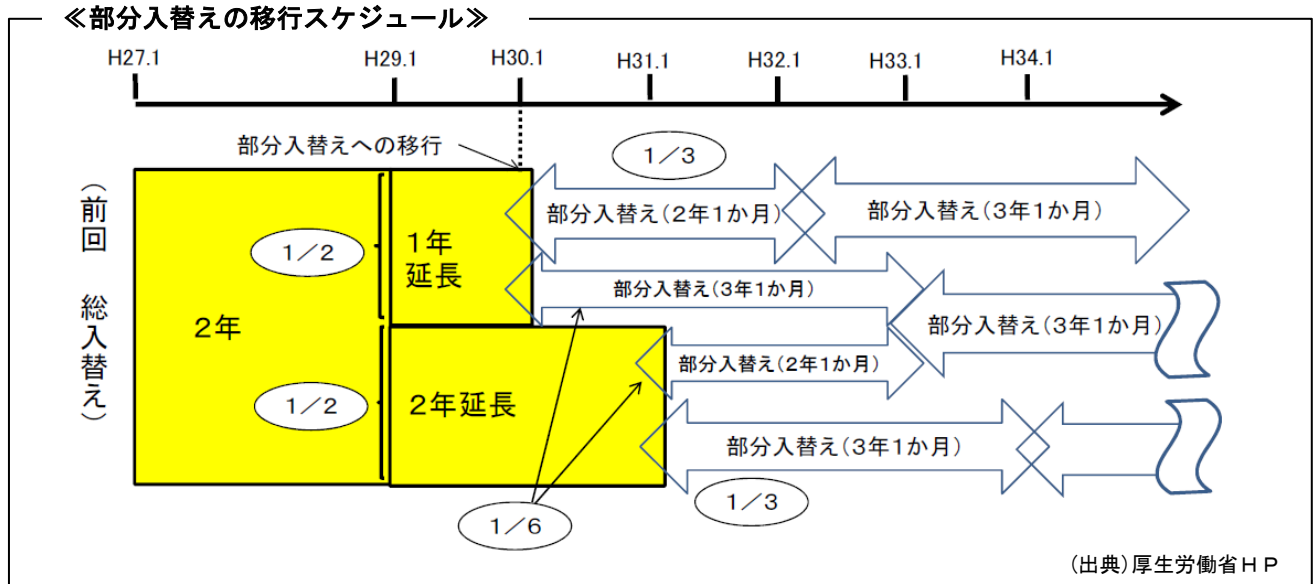 ≪部分入替えの移行スケジュール≫
H27.1
H29.1
H30.1
H31.1
H32.1
H33.1
H34.1
部分入替えへの移行
1/3
(前回 総入替え)
2年
1/2
1年
延長
部分入替え(2年1か月)
部分入替え(3年1か月)
部分入替え(3年1か月)
部分入替え(3年1か月)
1/2
2年延長
部分入替え(2年1か月)
部分入替え(3年1か月)
1/6
1/3
(出典)厚生労働省HP